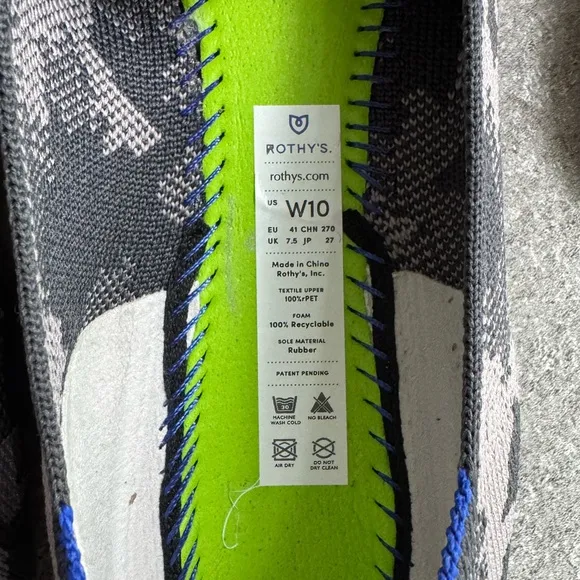 ROTHY'S.
rothys.com
US W10
EU 41 CHN 270
UK 7.5 JP 27
Made in China
Rothy's, Inc.
TEXTILE UPPER
100%rPET
FOAM
100% Recyclable
SOLE MATERIAL
Rubber
PATENT PENDING
30
MACHINE WASH COLD
NO BLEACH
AIR DRY
DO NOT DRY CLEAN